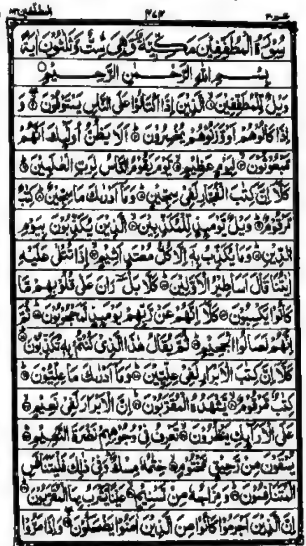 سورة المطففين مكية وهي ست وثلثون اية
بسم الله الرحمن الرحيم
ويل للمطففين الذين اذا اكتالوا على الناس يستوفون و
اذا كالوهم او وزنوهم يخسرون الا يظن اولئك انهم
مبعوثون ليوم عظيم يوم يقوم الناس لرب العلمين
كلا ان كتب الفجار لفي سجين وما ادرك ما سجين كتب
مرقوم ويل يومئذ للمكذبين الذين يكذبون بيوم
الدين وما يكذب به الا كل معتد اثيم اذا تتلى عليه
ايتنا قال اساطير الاولين كلا بل ران على قلوبهم ما
كانوا يكسبون كلا انهم عن ربهم يومئذ لمحجوبون ثم
انهم لصالوا الجحيم ثم يقال هذا الذي كنتم به تكذبون
كلا ان كتب الابرار لفي عليين وما ادرك ما عليون
كتب مرقوم يشهده المقربون ان الابرار لفي نعيم
على الارائك ينظرون تعرف في وجوههم نضرة النعيم
يسقون من رحيق مختوم ختمه مسك وفي ذلك فليتنافس
المتنافسون ومزاجه من تسنيم عينا يشرب بها المقربون
ان الذين اجرموا كانوا من الذين امنوا يضحكون واذا مروا